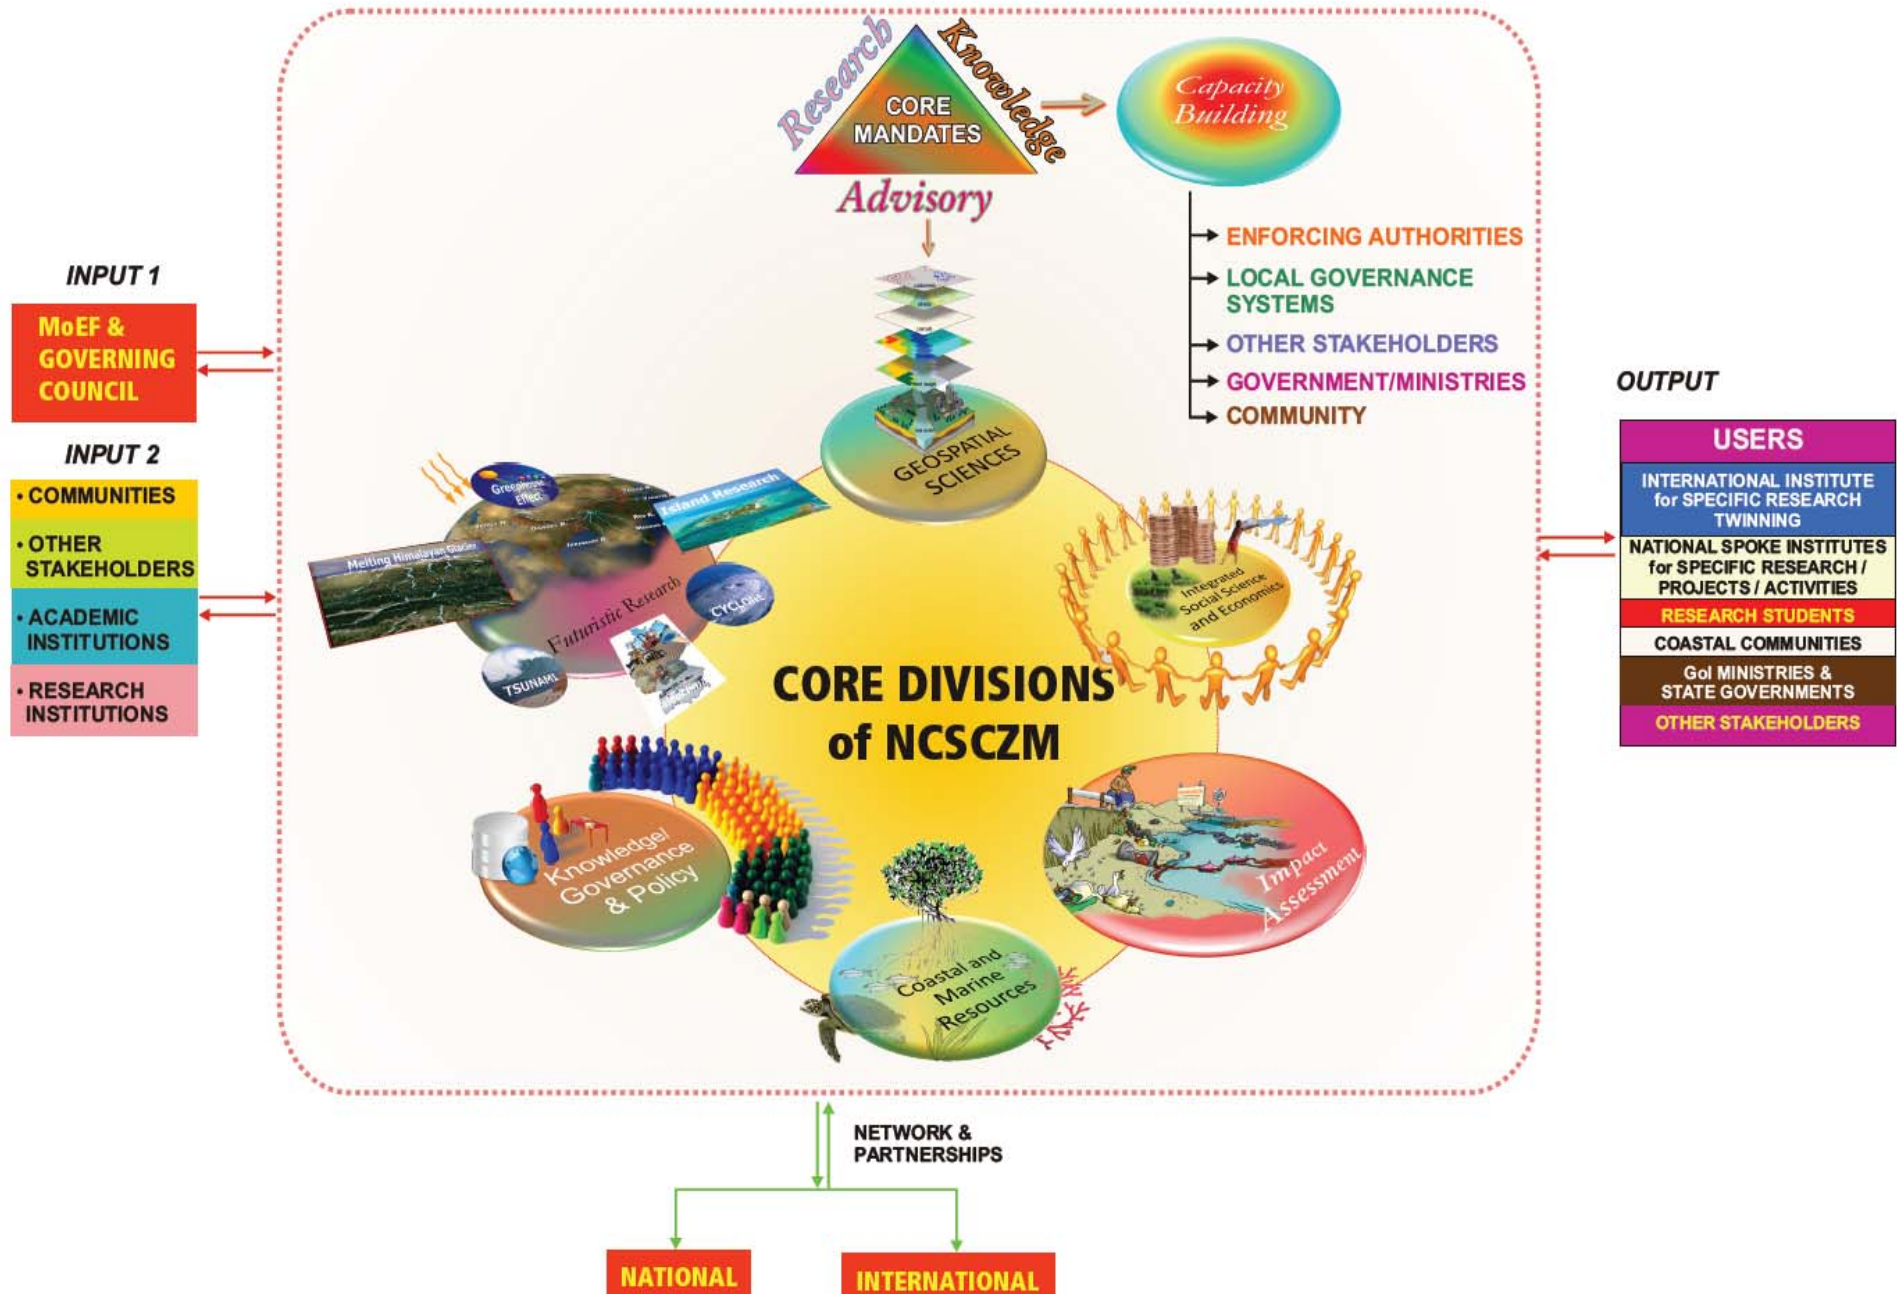 Research
Knowledge
CORE
MANDATES
Advisory
Capacity
Building
ENFORCING AUTHORITIES
LOCAL GOVERNANCE
SYSTEMS
OTHER STAKEHOLDERS
GOVERNMENT/MINISTRIES
COMMUNITY
INPUT 1
MoEF &
GOVERNING
COUNCIL
INPUT 2
• COMMUNITIES
• OTHER
STAKEHOLDERS
• ACADEMIC
INSTITUTIONS
• RESEARCH
INSTITUTIONS
GEOSPATIAL
SCIENCES
Greenhouse
Effect
Island Research
Melting Himalayan Glacier
Futuristic Research
CYCLONE
TSUNAMI
Integrated
Social Science
and Economics
CORE DIVISIONS
of NCSCZM
Knowledge/
Governance
& Policy
Impact
Assessment
Coastal and
Marine
Resources
OUTPUT
USERS
INTERNATIONAL INSTITUTE
for SPECIFIC RESEARCH
TWINNING
NATIONAL SPOKE INSTITUTES
for SPECIFIC RESEARCH /
PROJECTS / ACTIVITIES
RESEARCH STUDENTS
COASTAL COMMUNITIES
GoI MINISTRIES &
STATE GOVERNMENTS
OTHER STAKEHOLDERS
NETWORK &
PARTNERSHIPS
NATIONAL
INTERNATIONAL